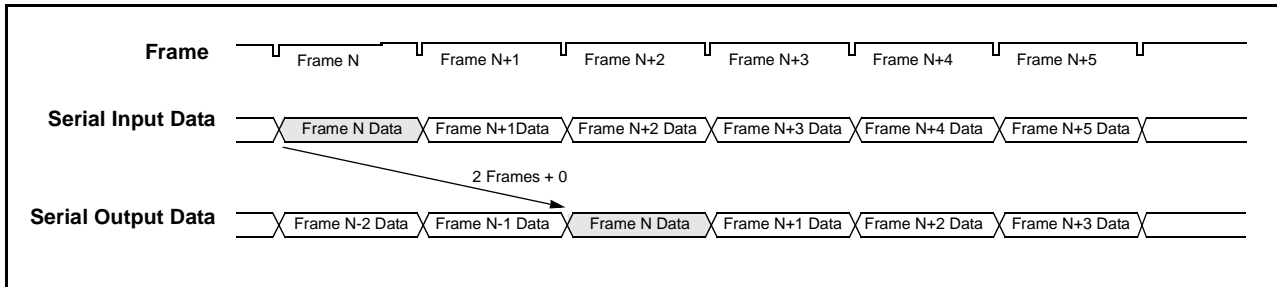 Frame
Frame N Frame N+1 Frame N+2 Frame N+3 Frame N+4 Frame N+5
Serial Input Data
Frame N Data Frame N+1Data Frame N+2 Data Frame N+3 Data Frame N+4 Data Frame N+5 Data
2 Frames + 0
Serial Output Data
Frame N-2 Data Frame N-1 Data Frame N Data Frame N+1 Data Frame N+2 Data Frame N+3 Data